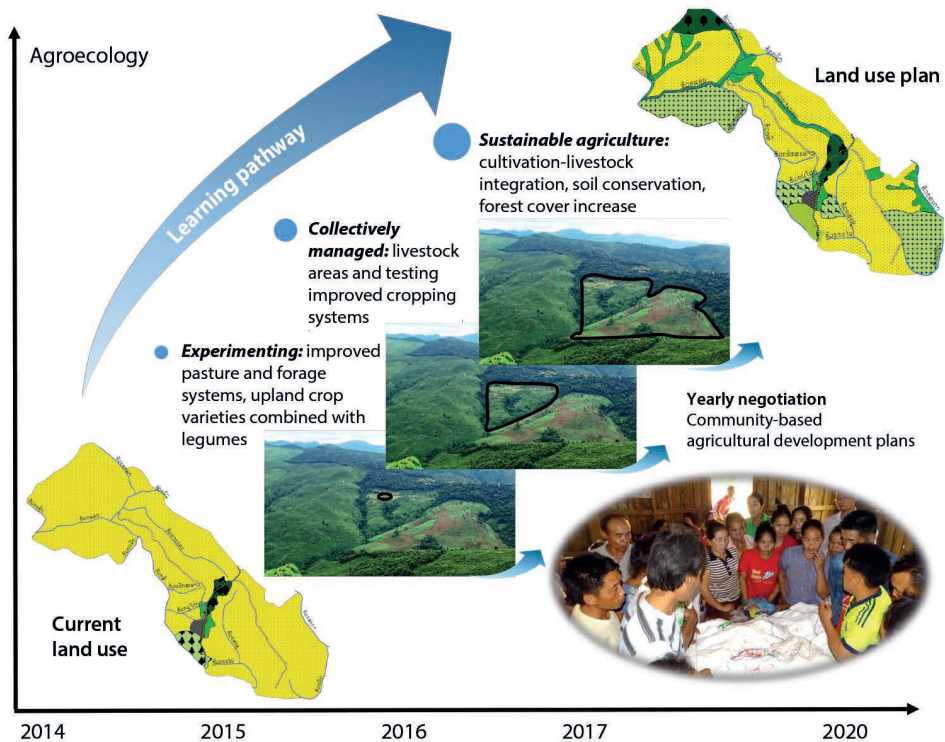 Agroecology
Learning pathway
Land use plan
Sustainable agriculture:
cultivation-livestock
integration, soil conservation,
forest cover increase
Collectively
managed: livestock
areas and testing
improved cropping
systems
Experimenting: improved
pasture and forage
systems, upland crop
varieties combined with
legumes
Yearly negotiation
Community-based
agricultural development plans
Current
land use
2014
2015
2016
2017
2020